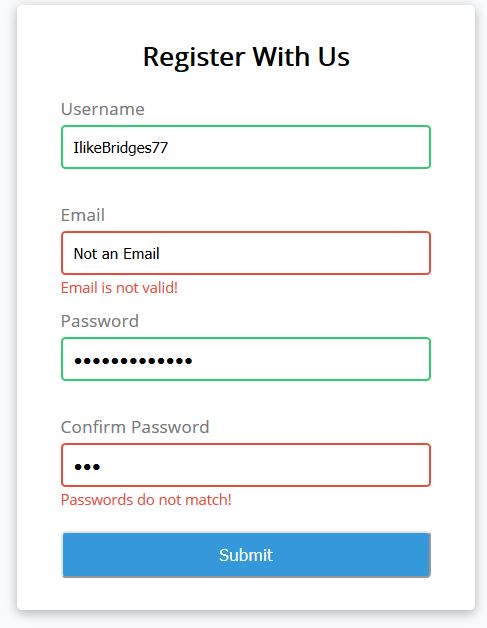 Register With Us
Username
IlikeBridges77
Email
Not an Email
Email is not valid!
Password
•••••••••••••
Confirm Password
•••
Passwords do not match!
Submit